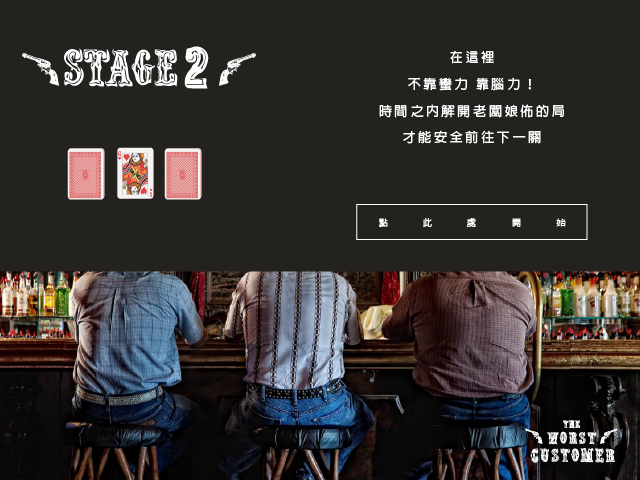 STAGE 2
在這裡
不靠蠻力 靠腦力！
時間之內解開老闆娘佈的局
才能安全前往下一關
點此處開始
THE
WORST
CUSTOMER